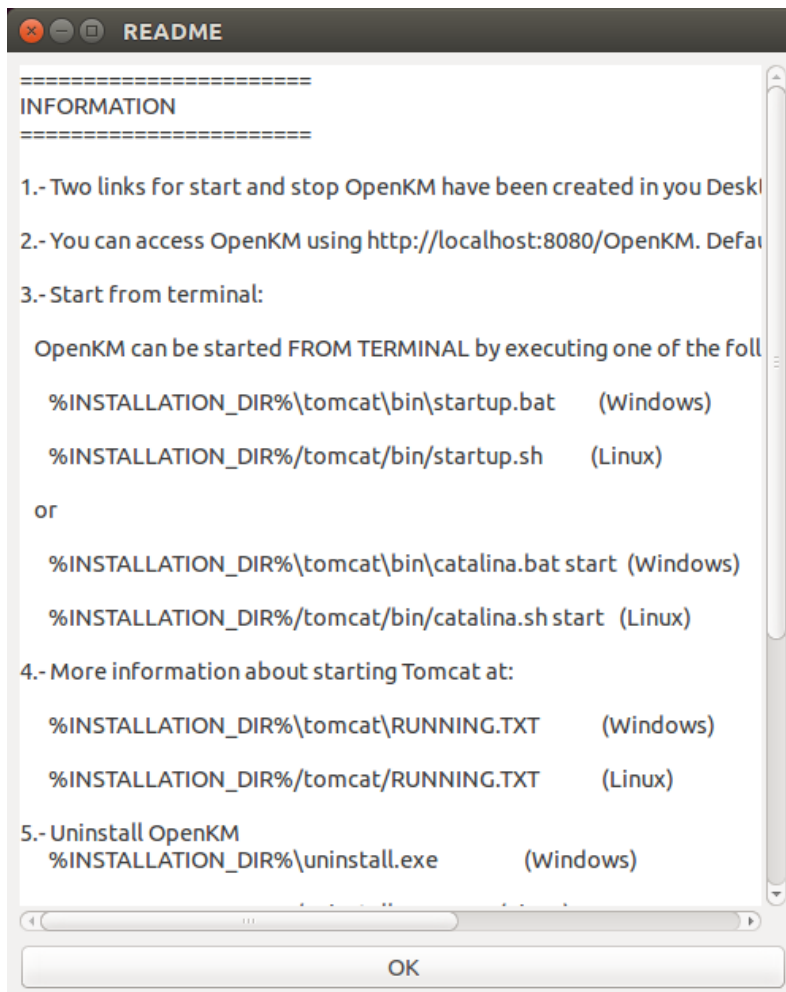 README
=======================
INFORMATION
=======================
1.- Two links for start and stop OpenKM have been created in you
2.- You can access OpenKM using http://localhost:8080/OpenKM.
3.- Start from terminal:
OpenKM can be started FROM TERMINAL by executing one of the
%INSTALLATION_DIR%\tomcat\bin\startup.bat (Windows)
%INSTALLATION_DIR%/tomcat/bin/startup.sh (Linux)
or
%INSTALLATION_DIR%\tomcat\bin\catalina.bat start (Windows)
%INSTALLATION_DIR%/tomcat/bin/catalina.sh start (Linux)
4.- More information about starting Tomcat at:
%INSTALLATION_DIR%\tomcat\RUNNING.TXT (Windows)
%INSTALLATION_DIR%/tomcat/RUNNING.TXT (Linux)
5.- Uninstall OpenKM
%INSTALLATION_DIR%\uninstall.exe (Windows)
OK